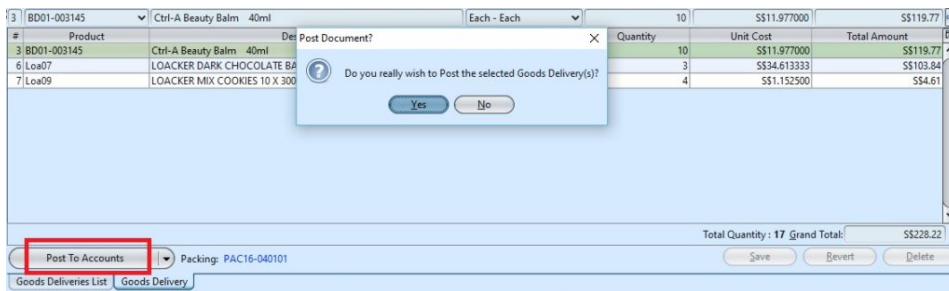 3 BD01-003145 Ctrl-A Beauty Balm 40ml Each - Each 10 S$11.977000 S$119.77
# Product Des Quantity Unit Cost Total Amount
Post Document?
3 BD01-003145 Ctrl-A Beauty Balm 40ml 10 S$11.977000 S$119.77
6 Loa07 LOACKER DARK CHOCOLATE BA 3 S$34.613333 S$103.84
7 Loa09 LOACKER MIX COOKIES 10 X 300 4 S$1.152500 S$4.61
Do you really wish to Post the selected Goods Delivery(s)?
Yes No
Total Quantity : 17 Grand Total: S$228.22
Post To Accounts Packing: PAC16-040101 Save Revert Delete
Goods Deliveries List Goods Delivery